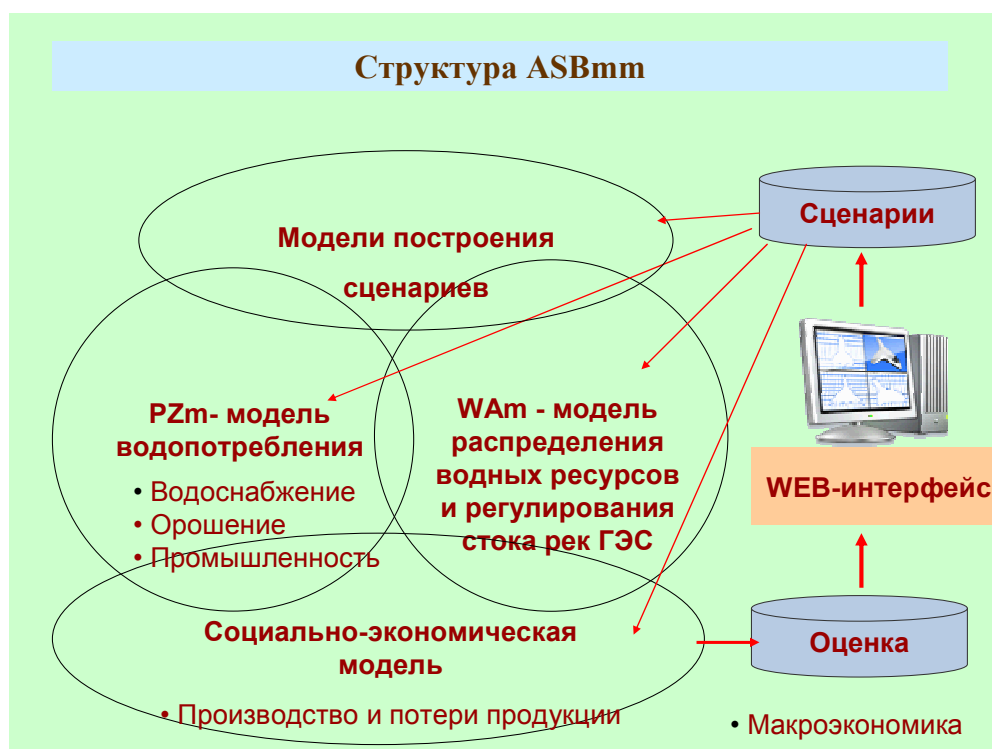 Структура ASBmm
Модели построения
сценариев
Сценарии
PZm- модель
водопотребления
• Водоснабжение
• Орошение
• Промышленность
WAm - модель
распределения
водных ресурсов
и регулирования
стока рек ГЭС
WEB-интерфейс
Социально-экономическая
модель
• Производство и потери продукции
Оценка
• Макроэкономика